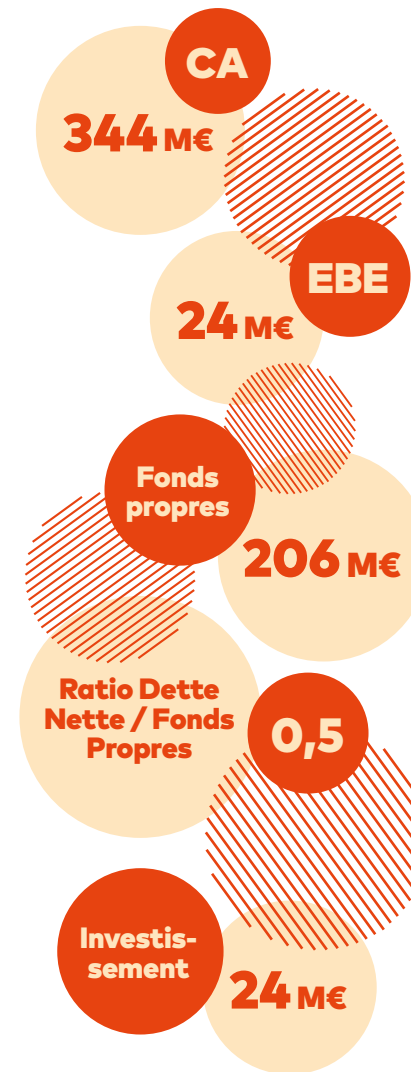 CA
344 M€
EBE
24 M€
Fonds
propres
206 M€
Ratio Dette
Nette / Fonds
Propres
0,5
Investis-
sement
24 M€